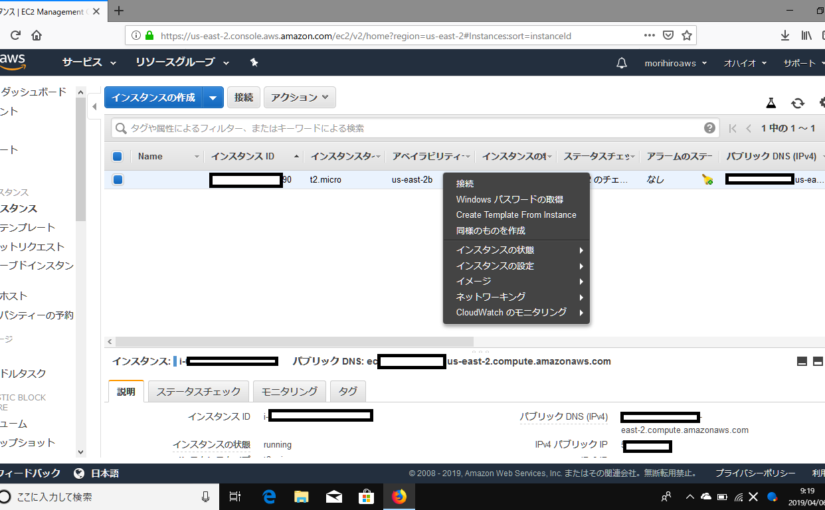 ンス | EC2 Management
https://us-east-2.console.aws.amazon.com/ec2/v2/home?region=us-east-2#Instances:sort=instanceId
aws
サービス リソースグループ morihiroaws オハイオ サポート
ダッシュボード
インスタンスの作成 接続 アクション
ント
タグや属性によるフィルター、またはキーワードによる検索
1 中の 1 ～ 1
ート
Name インスタンス ID インスタンスタ アベイラビリティ インスタンスの ステータスチェッ アラームのステー パブリック DNS (IPv4)
90 t2.micro us-east-2b のチェ... なし us-ea...
接続
Windows パスワードの取得
Create Template From Instance
同様のものを作成
インスタンスの状態
インスタンスの設定
イメージ
ネットワーキング
CloudWatch のモニタリング
スタンス
スタンス
テンプレート
ットリクエスト
ーブドインスタン
ホスト
パシティーの予約
ージ
ドルタスク
STIC BLOCK
RE
ューム
ップショット
インスタンス: i- パブリック DNS: ec us-east-2.compute.amazonaws.com
説明 ステータスチェック モニタリング タグ
インスタンス ID i- パブリック DNS (IPv4)
east-2.compute.amazonaws.com
インスタンスの状態 running IPv4 パブリック IP
フィードバック 日本語 © 2008 - 2019, Amazon Web Services, Inc. またはその関連会社。無断転用禁止。 プライバシーポリシー 利用
ここに入力して検索
9:19
2019/04/06